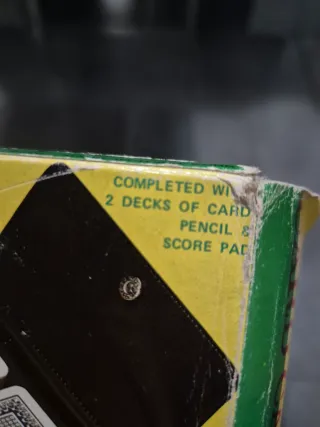 COMPLETED WI
2 DECKS OF CARD
PENCIL &
SCORE PAD